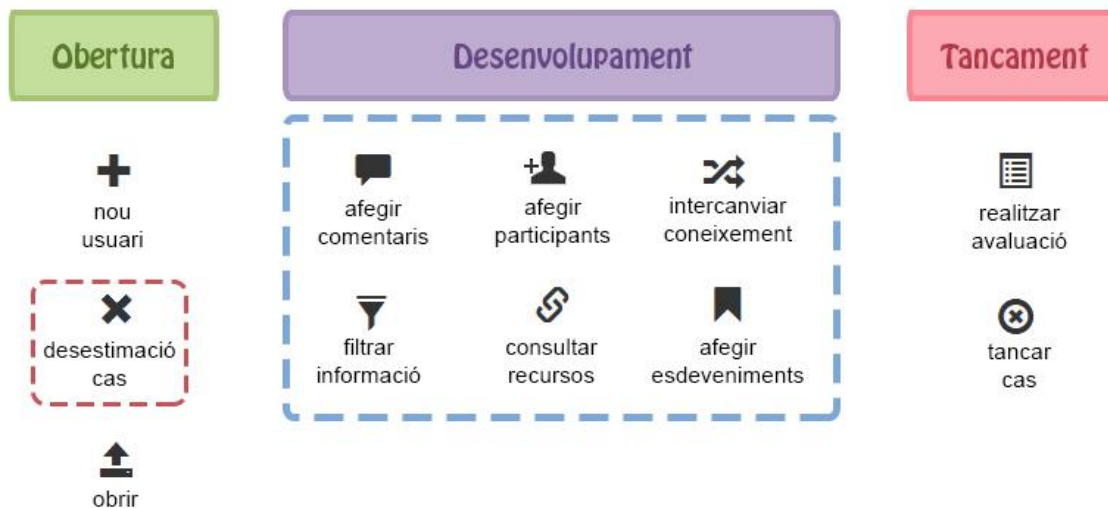 Obertura
Desenvolupament
Tancament
nou
usuari
desestimació
cas
obrir
afegir
comentaris
afegir
participants
intercanviar
coneixement
filtrar
informació
consultar
recursos
afegir
esdeveniments
realitzar
avaluació
tancar
cas